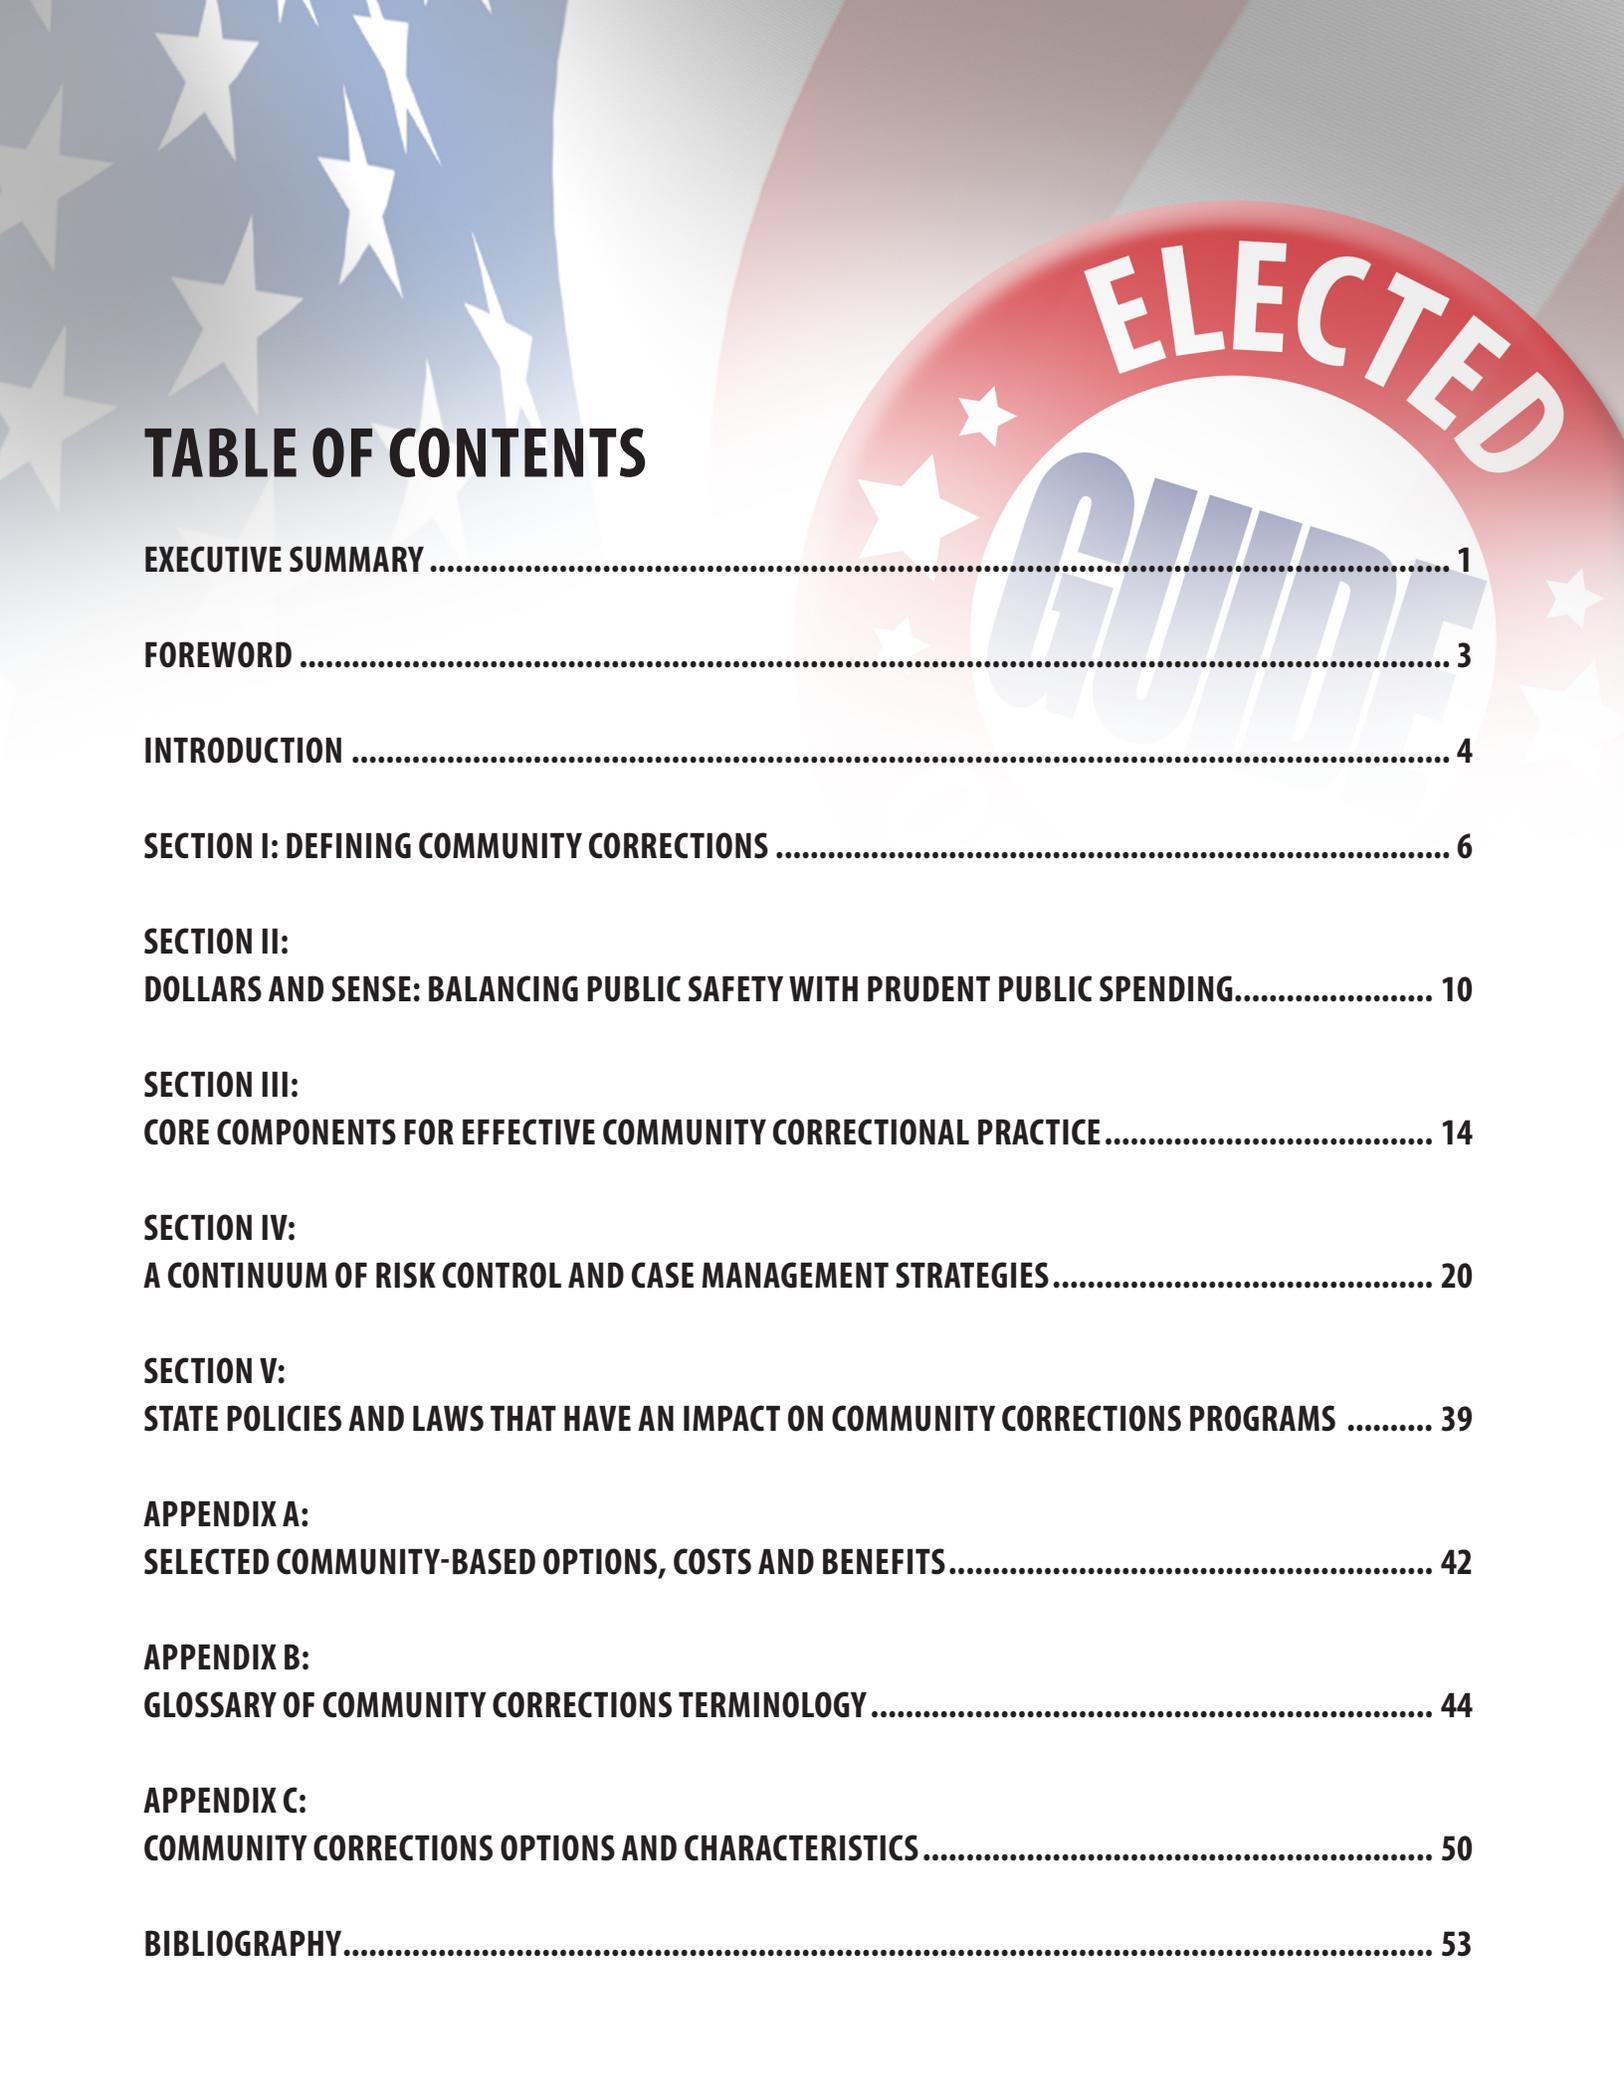 ELECTED
GUIDE
TABLE OF CONTENTS
EXECUTIVE SUMMARY ........................................................................................................................ 1
FOREWORD ........................................................................................................................................ 3
INTRODUCTION .................................................................................................................................. 4
SECTION I: DEFINING COMMUNITY CORRECTIONS ............................................................................... 6
SECTION II:
DOLLARS AND SENSE: BALANCING PUBLIC SAFETY WITH PRUDENT PUBLIC SPENDING....................... 10
SECTION III:
CORE COMPONENTS FOR EFFECTIVE COMMUNITY CORRECTIONAL PRACTICE...................................... 14
SECTION IV:
A CONTINUUM OF RISK CONTROL AND CASE MANAGEMENT STRATEGIES............................................ 20
SECTION V:
STATE POLICIES AND LAWS THAT HAVE AN IMPACT ON COMMUNITY CORRECTIONS PROGRAMS .......... 39
APPENDIX A:
SELECTED COMMUNITY-BASED OPTIONS, COSTS AND BENEFITS........................................................ 42
APPENDIX B:
GLOSSARY OF COMMUNITY CORRECTIONS TERMINOLOGY................................................................. 44
APPENDIX C:
COMMUNITY CORRECTIONS OPTIONS AND CHARACTERISTICS........................................................... 50
BIBLIOGRAPHY............................................................................................................................... 53